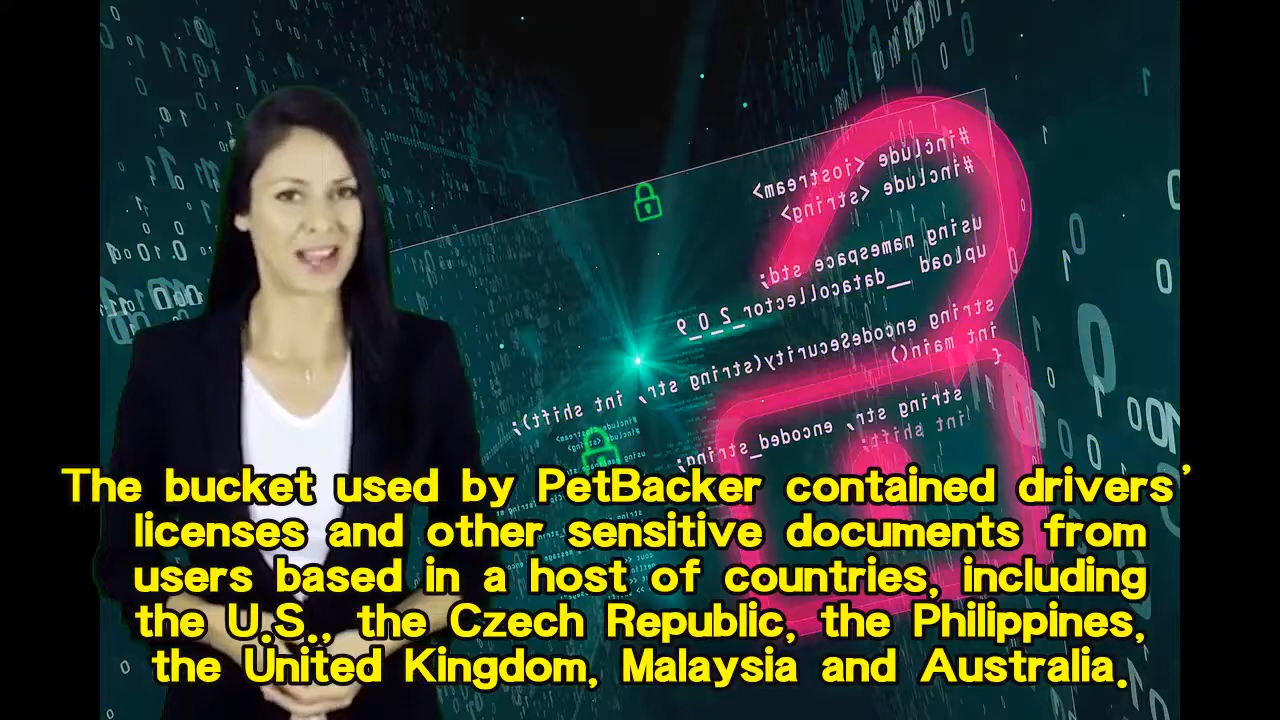 #include <iostream>
#include <string>
using namespace std;
upload __datacollector_2_0_9
string encodeSecurity(string str, int shift);
int main()
{
string str, encoded_string;
int shift;
The bucket used by PetBacker contained drivers’
licenses and other sensitive documents from
users based in a host of countries, including
the U.S., the Czech Republic, the Philippines,
the United Kingdom, Malaysia and Australia.